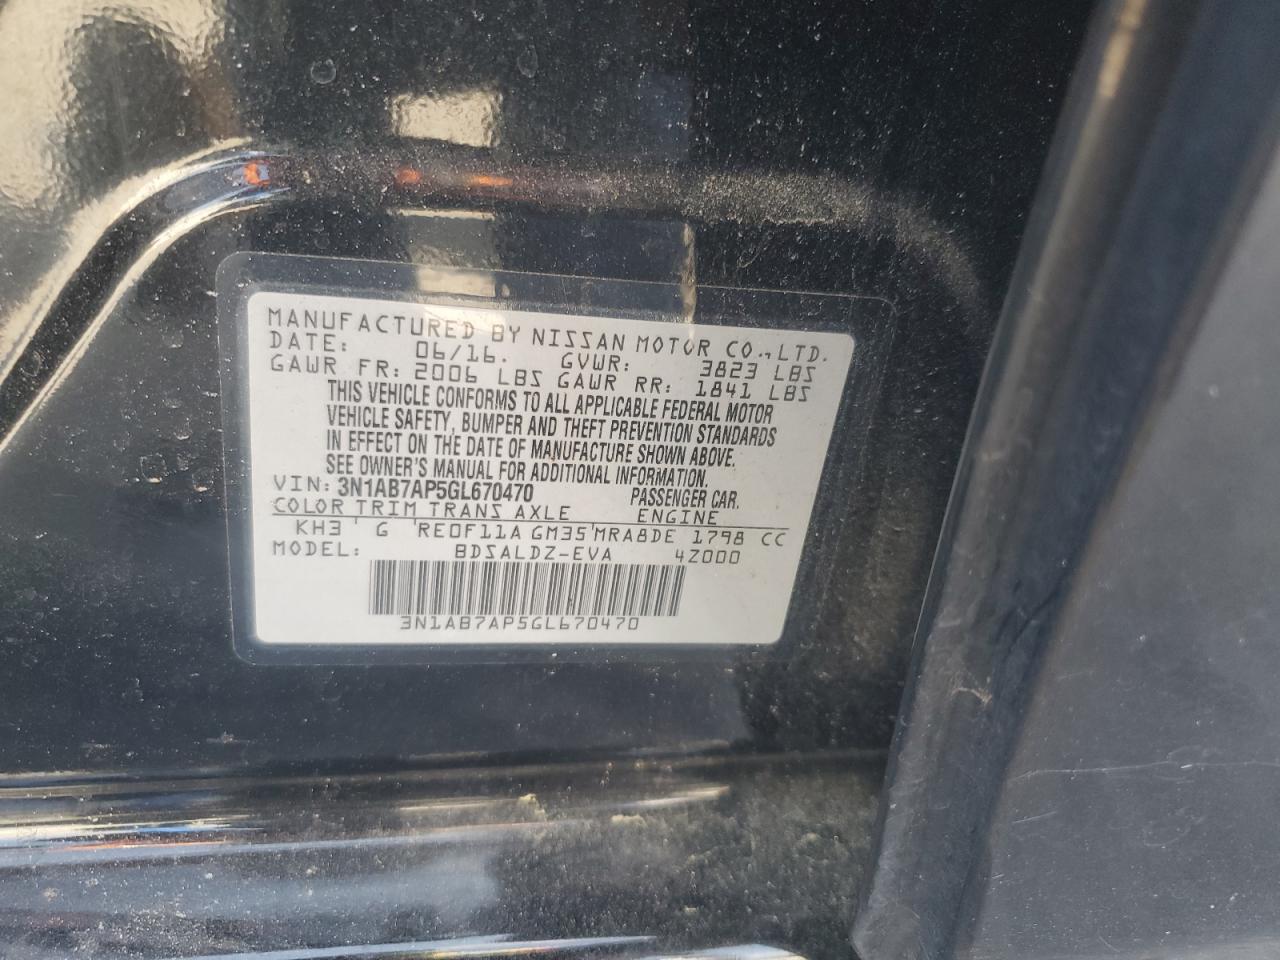 MANUFACTURED BY NISSAN MOTOR CO., LTD.
DATE: 06/16. GVWR: 3823 LBS
GAWR FR: 2006 LBS GAWR RR: 1841 LBS
THIS VEHICLE CONFORMS TO ALL APPLICABLE FEDERAL MOTOR
VEHICLE SAFETY, BUMPER AND THEFT PREVENTION STANDARDS
IN EFFECT ON THE DATE OF MANUFACTURE SHOWN ABOVE.
SEE OWNER'S MANUAL FOR ADDITIONAL INFORMATION.
VIN: 3N1AB7AP5GL670470 PASSENGER CAR.
COLOR TRIM TRANS AXLE ENGINE
KH3 ' G 'RE0F11A GM35'MRA8DE 1798 CC
MODEL: BDSALDZ-EVA 4Z000
3N1AB7AP5GL670470